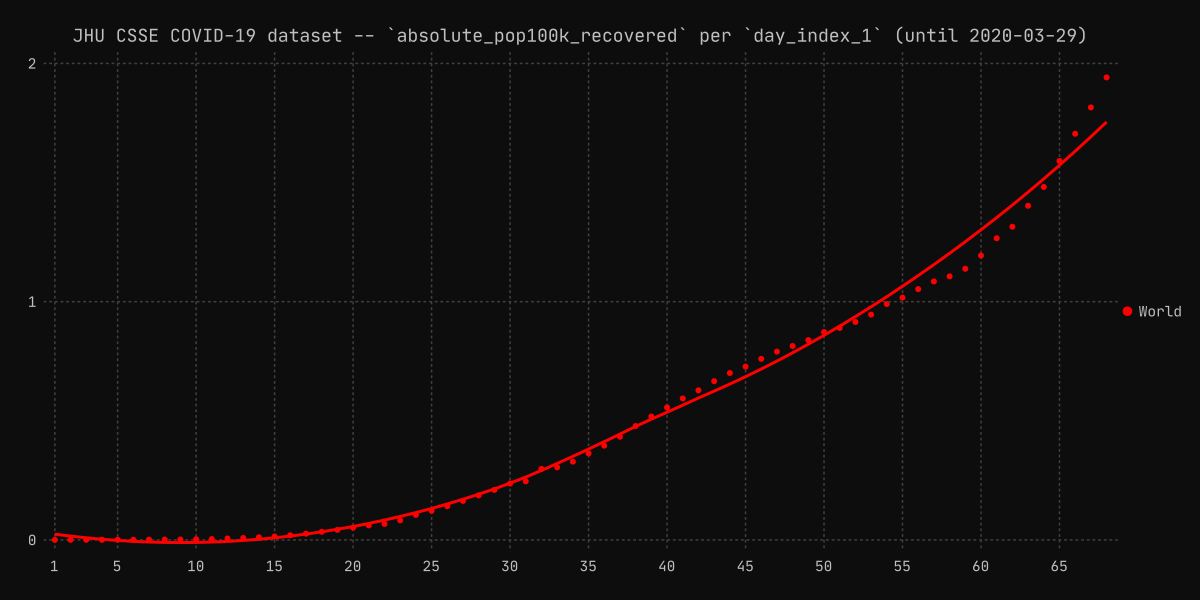 JHU CSSE COVID-19 dataset -- `absolute_pop100k_recovered` per `day_index_1` (until 2020-03-29)
2
1
World
0
1 5 10 15 20 25 30 35 40 45 50 55 60 65